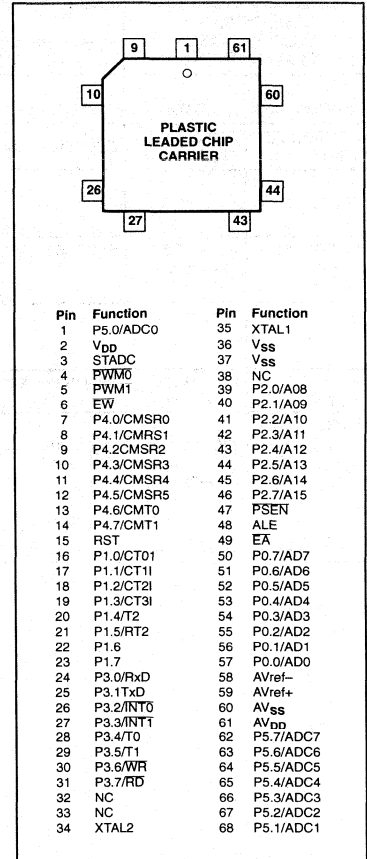 9 1 61
10 60
PLASTIC
LEADED CHIP
CARRIER
26 44
27 43
Pin Function
1 P5.0/ADC0
2 VDD
3 STADC
4 PWM0
5 PWM1
6 EW
7 P4.0/CMSR0
8 P4.1/CMRS1
9 P4.2CMSR2
10 P4.3/CMSR3
11 P4.4/CMSR4
12 P4.5/CMSR5
13 P4.6/CMT0
14 P4.7/CMT1
15 RST
16 P1.0/CT01
17 P1.1/CT1I
18 P1.2/CT2I
19 P1.3/CT3I
20 P1.4/T2
21 P1.5/RT2
22 P1.6
23 P1.7
24 P3.0/RxD
25 P3.1TxD
26 P3.2/INT0
27 P3.3/INT1
28 P3.4/T0
29 P3.5/T1
30 P3.6/WR
31 P3.7/RD
32 NC
33 NC
34 XTAL2
Pin Function
35 XTAL1
36 VSS
37 VSS
38 NC
39 P2.0/A08
40 P2.1/A09
41 P2.2/A10
42 P2.3/A11
43 P2.4/A12
44 P2.5/A13
45 P2.6/A14
46 P2.7/A15
47 PSEN
48 ALE
49 EA
50 P0.7/AD7
51 P0.6/AD6
52 P0.5/AD5
53 P0.4/AD4
54 P0.3/AD3
55 P0.2/AD2
56 P0.1/AD1
57 P0.0/AD0
58 AVref–
59 AVref+
60 AVSS
61 AVDD
62 P5.7/ADC7
63 P5.6/ADC6
64 P5.5/ADC5
65 P5.4/ADC4
66 P5.3/ADC3
67 P5.2/ADC2
68 P5.1/ADC1